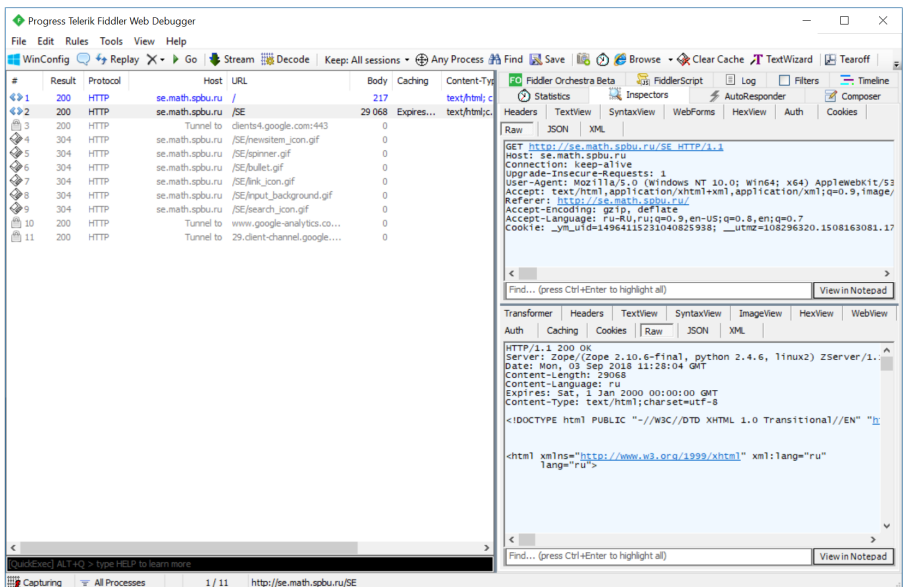 Progress Telerik Fiddler Web Debugger
File Edit Rules Tools View Help
WinConfig Replay X Go Stream Decode Keep: All sessions Any Process Find Save Browse Clear Cache TextWizard Tearoff
# Result Protocol Host URL Body Caching Content-Typ
1 200 HTTP se.math.spbu.ru / 217 text/html; c
2 200 HTTP se.math.spbu.ru /SE 29 068 Expires... text/html;c.
3 200 HTTP Tunnel to clients4.google.com:443 0
4 304 HTTP se.math.spbu.ru /SE/newsitem_icon.gif 0
5 304 HTTP se.math.spbu.ru /SE/spinner.gif 0
6 304 HTTP se.math.spbu.ru /SE/bullet.gif 0
7 304 HTTP se.math.spbu.ru /SE/link_icon.gif 0
8 304 HTTP se.math.spbu.ru /SE/input_background.gif 0
9 304 HTTP se.math.spbu.ru /SE/search_icon.gif 0
10 200 HTTP Tunnel to www.google-analytics.co... 0
11 200 HTTP Tunnel to 29.client-channel.google.... 0
FO Fiddler Orchestra Beta FiddlerScript Log Filters Timeline
Statistics Inspectors AutoResponder Composer
Headers TextView SyntaxView WebForms HexView Auth Cookies
Raw JSON XML
GET http://se.math.spbu.ru/SE HTTP/1.1
Host: se.math.spbu.ru
Connection: keep-alive
Upgrade-Insecure-Requests: 1
User-Agent: Mozilla/5.0 (Windows NT 10.0; Win64; x64) AppleWebKit/53
Accept: text/html,application/xhtml+xml,application/xml;q=0.9,image/
Referer: http://se.math.spbu.ru/
Accept-Encoding: gzip, deflate
Accept-Language: ru-RU,ru;q=0.9,en-US;q=0.8,en;q=0.7
Cookie: _ym_uid=14964115231040825938; __utmz=108296320.1508163081.17
Find... (press Ctrl+Enter to highlight all) View in Notepad
Transformer Headers TextView SyntaxView ImageView HexView WebView
Auth Caching Cookies Raw JSON XML
HTTP/1.1 200 OK
Server: Zope/(Zope 2.10.6-final, python 2.4.6, linux2) ZServer/1.
Date: Mon, 03 Sep 2018 11:28:04 GMT
Content-Length: 29068
Content-Language: ru
Expires: Sat, 1 Jan 2000 00:00:00 GMT
Content-Type: text/html;charset=utf-8
<!DOCTYPE html PUBLIC "-//W3C//DTD XHTML 1.0 Transitional//EN" "h
<html xmlns="http://www.w3.org/1999/xhtml" xml:lang="ru"
lang="ru">
Find... (press Ctrl+Enter to highlight all) View in Notepad
[QuickExec] ALT+Q > type HELP to learn more
Capturing All Processes 1 / 11 http://se.math.spbu.ru/SE